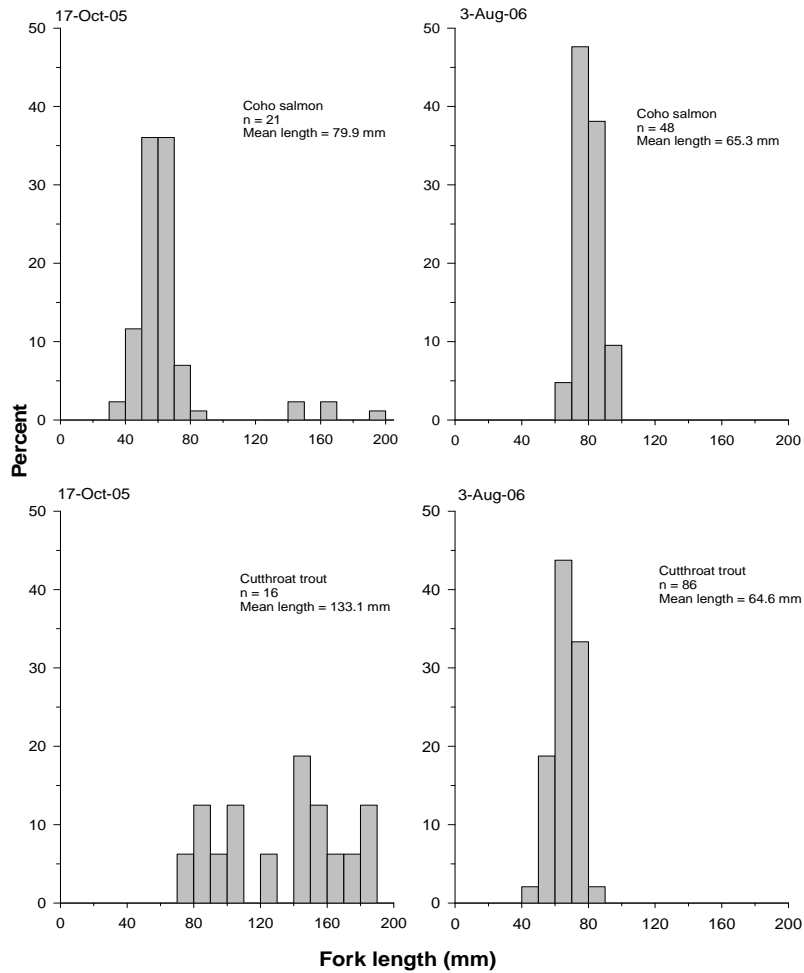 17-Oct-05
50
40
30
20
10
0
0
40
80
120
160
200
Coho salmon
n = 21
Mean length = 79.9 mm
3-Aug-06
50
40
30
20
10
0
0
40
80
120
160
200
Coho salmon
n = 48
Mean length = 65.3 mm
Percent
17-Oct-05
50
40
30
20
10
0
0
40
80
120
160
200
Cutthroat trout
n = 16
Mean length = 133.1 mm
3-Aug-06
50
40
30
20
10
0
0
40
80
120
160
200
Cutthroat trout
n = 86
Mean length = 64.6 mm
Fork length (mm)